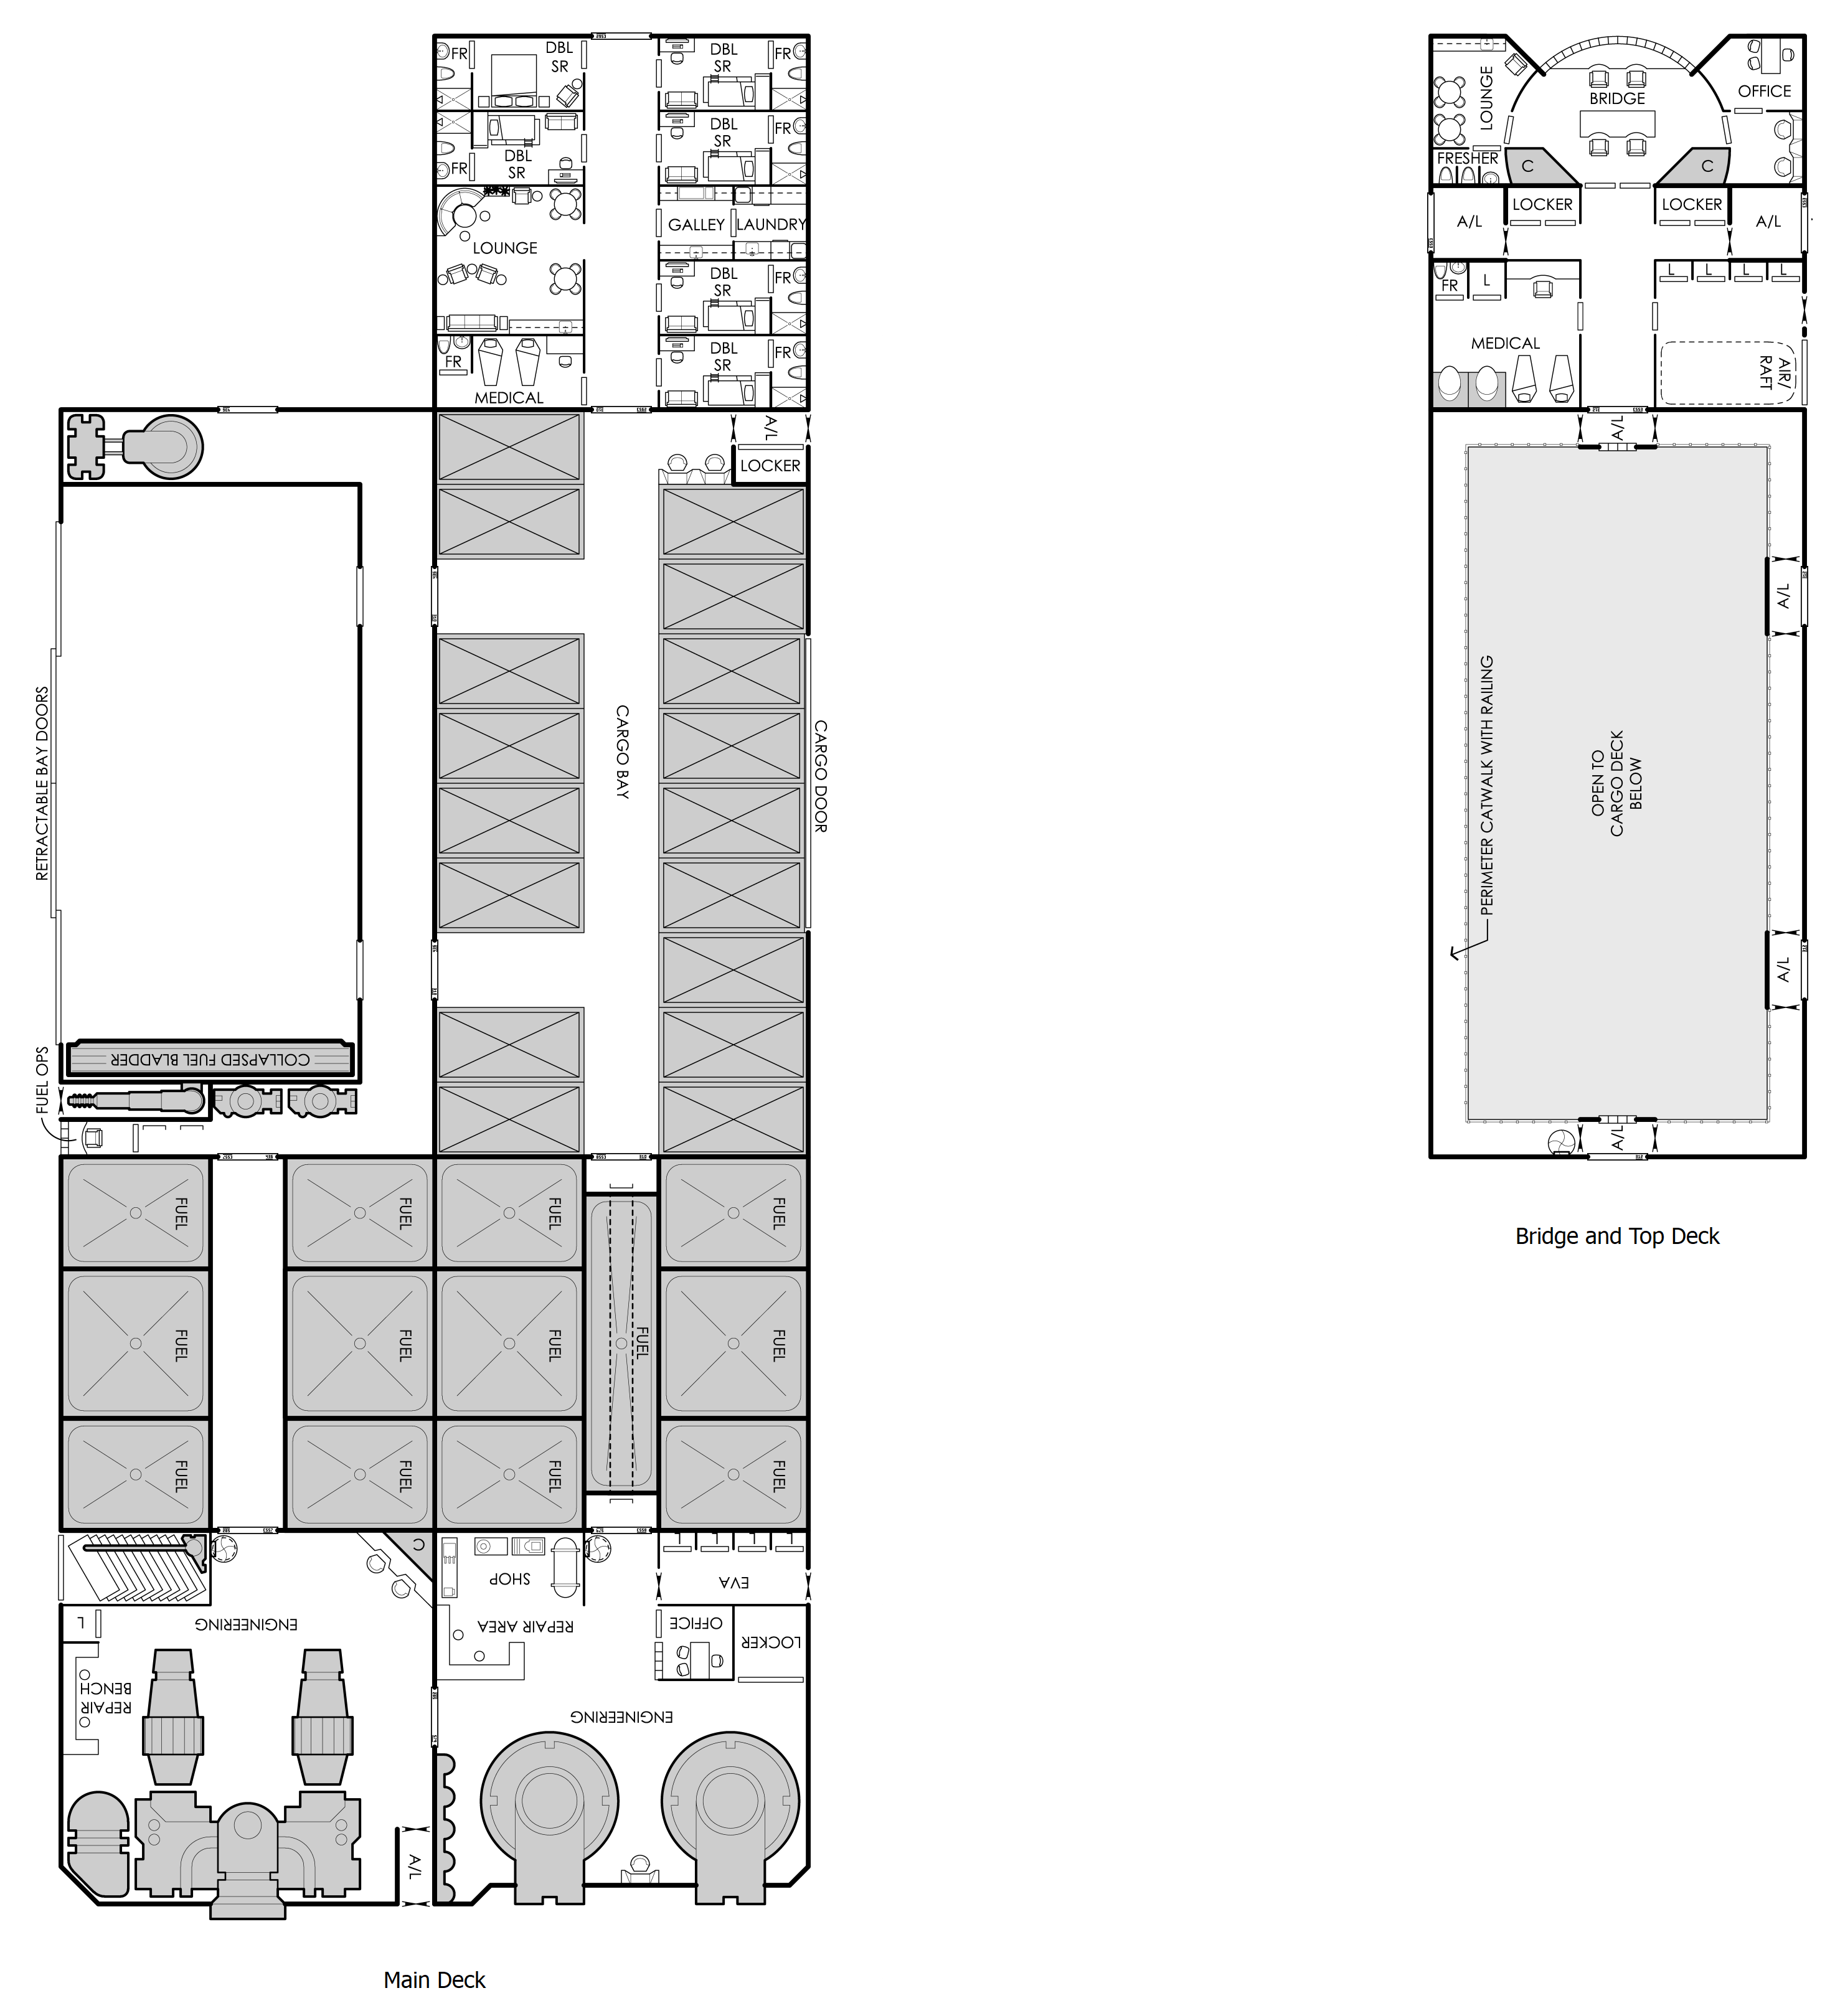 FR
DBL
SR
DBL
SR
FR
FR
DBL
SR
DBL
SR
FR
LOUNGE
GALLEY
LAUNDRY
DBL
SR
FR
FR
MEDICAL
DBL
SR
FR
A/L
LOCKER
RETRACTABLE BAY DOORS
CARGO BAY
CARGO DOOR
COLLAPSED FUEL BLADDER
FUEL OPS
FUEL
FUEL
FUEL
FUEL
FUEL
FUEL
FUEL
FUEL
FUEL
FUEL
FUEL
FUEL
FUEL
C
SHOP
L
L
L
L
EVA
L
ENGINEERING
REPAIR AREA
OFFICE
LOCKER
REPAIR
BENCH
ENGINEERING
A/L
Main Deck
LOUNGE
BRIDGE
OFFICE
FRESHER
C
C
A/L
LOCKER
LOCKER
A/L
FR
L
L
L
L
L
MEDICAL
AIR/
RAFT
A/L
A/L
PERIMETER CATWALK WITH RAILING
OPEN TO
CARGO DECK
BELOW
A/L
A/L
Bridge and Top Deck